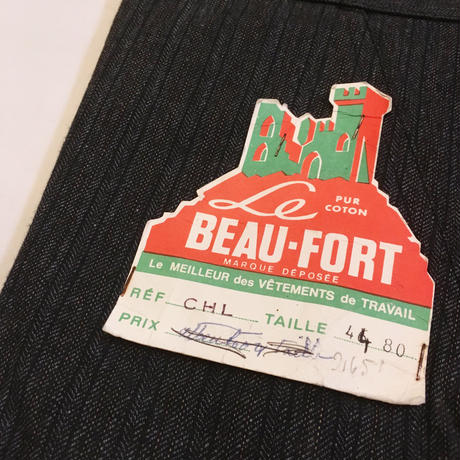 Le PUR COTON
BEAU-FORT
MARQUE DÉPOSÉE
Le MEILLEUR des VÊTEMENTS de TRAVAIL
RÉF CHL TAILLE 44 80
PRIX